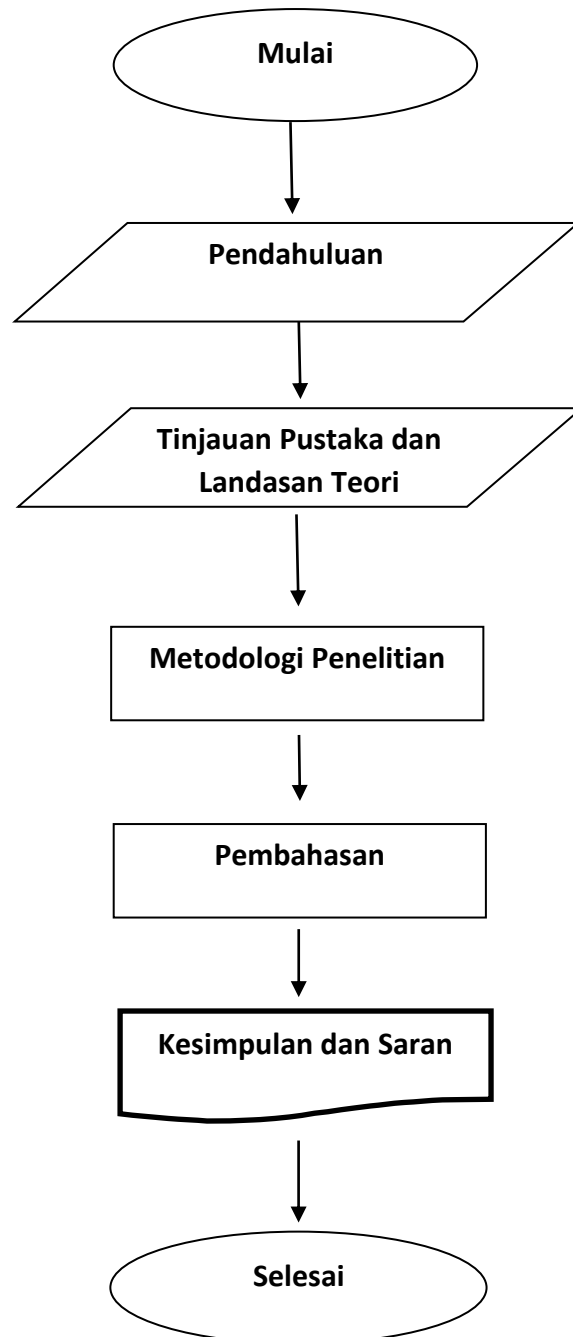 Mulai
Pendahuluan
Tinjauan Pustaka dan
Landasan Teori
Metodologi Penelitian
Pembahasan
Kesimpulan dan Saran
Selesai